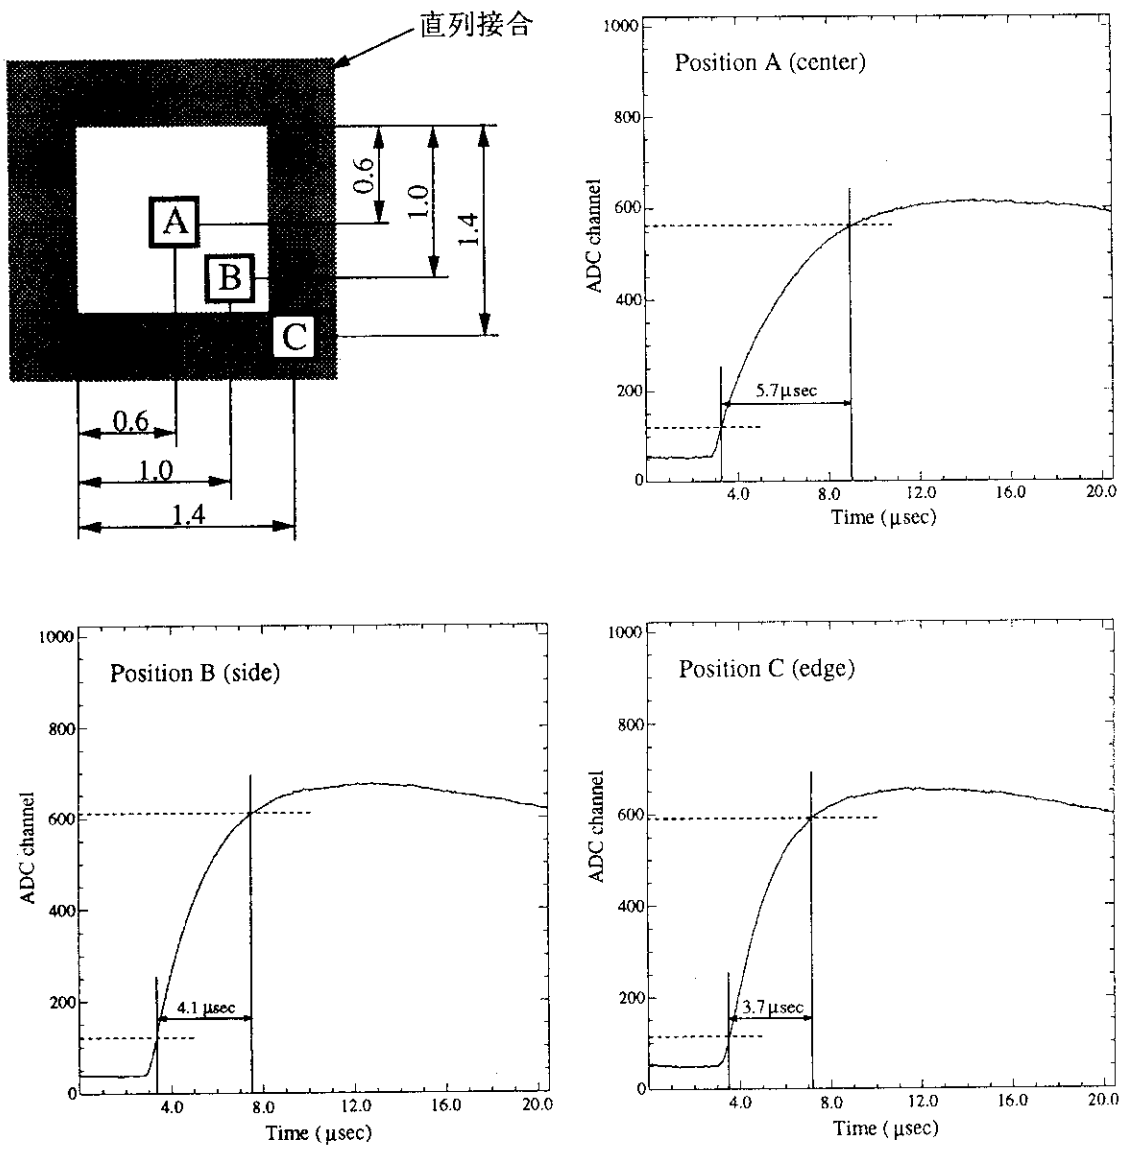 直列接合
A
B
C
0.6
1.0
1.4
0.6
1.0
1.4
Position A (center)
1000
800
600
400
200
0
ADC channel
5.7μsec
4.0
8.0
12.0
16.0
20.0
Time (μsec)
Position B (side)
1000
800
600
400
200
0
ADC channel
4.1 μsec
4.0
8.0
12.0
16.0
20.0
Time (μsec)
Position C (edge)
1000
800
600
400
200
0
ADC channel
3.7μsec
4.0
8.0
12.0
16.0
20.0
Time (μsec)